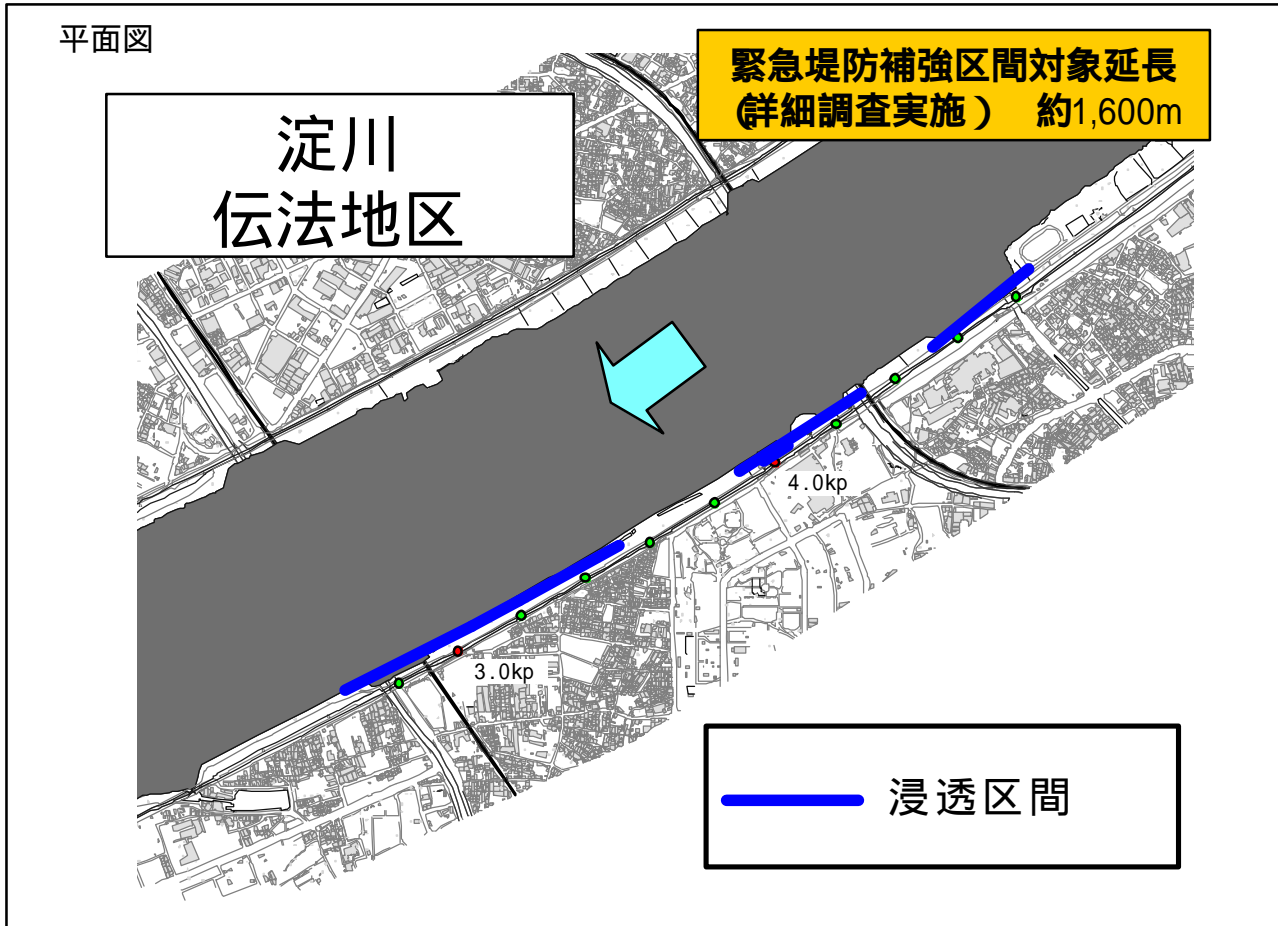 平面図
緊急堤防補強区間対象延長
(詳細調査実施) 約1,600m
淀川
伝法地区
4.0kp
3.0kp
浸透区間